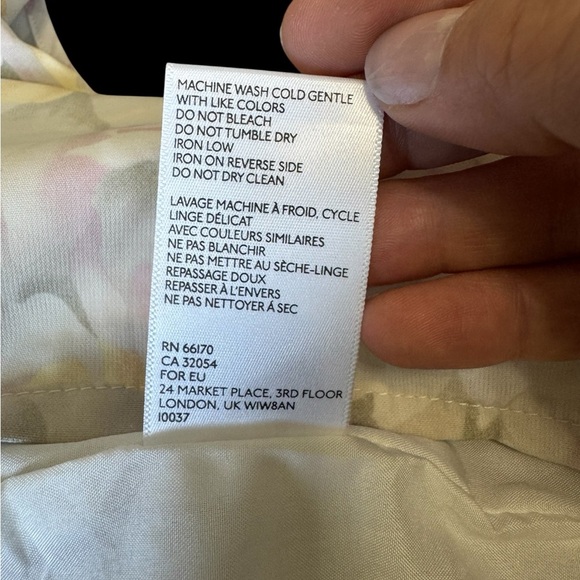 MACHINE WASH COLD GENTLE
WITH LIKE COLORS
DO NOT BLEACH
DO NOT TUMBLE DRY
IRON LOW
IRON ON REVERSE SIDE
DO NOT DRY CLEAN
LAVAGE MACHINE À FROID, CYCLE
LINGE DÉLICAT
AVEC COULEURS SIMILAIRES
NE PAS BLANCHIR
NE PAS METTRE AU SÈCHE-LINGE
REPASSAGE DOUX
REPASSER À L'ENVERS
NE PAS NETTOYER Á SEC
RN 66170
CA 32054
FOR EU
24 MARKET PLACE, 3RD FLOOR
LONDON, UK W1W8AN
10037